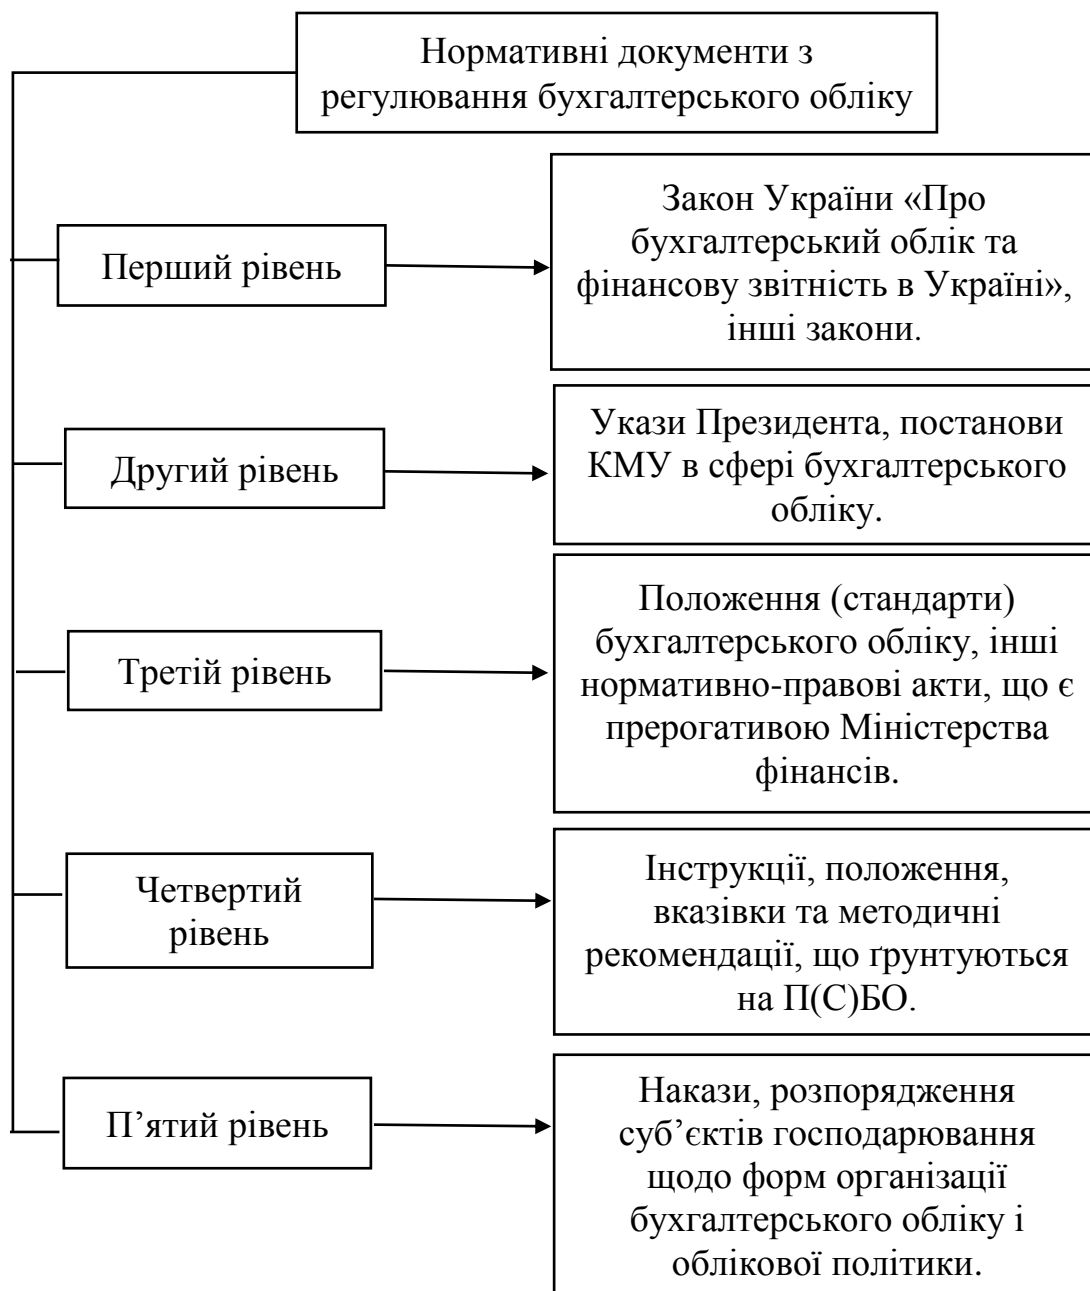 Нормативні документи з
регулювання бухгалтерського обліку
Перший рівень
Закон України «Про
бухгалтерський облік та
фінансову звітність в Україні»,
інші закони.
Другий рівень
Укази Президента, постанови
КМУ в сфері бухгалтерського
обліку.
Третій рівень
Положення (стандарти)
бухгалтерського обліку, інші
нормативно-правові акти, що є
прерогативою Міністерства
фінансів.
Четвертий
рівень
Інструкції, положення,
вказівки та методичні
рекомендації, що ґрунтуються
на П(С)БО.
П’ятий рівень
Накази, розпорядження
суб’єктів господарювання
щодо форм організації
бухгалтерського обліку і
облікової політики.